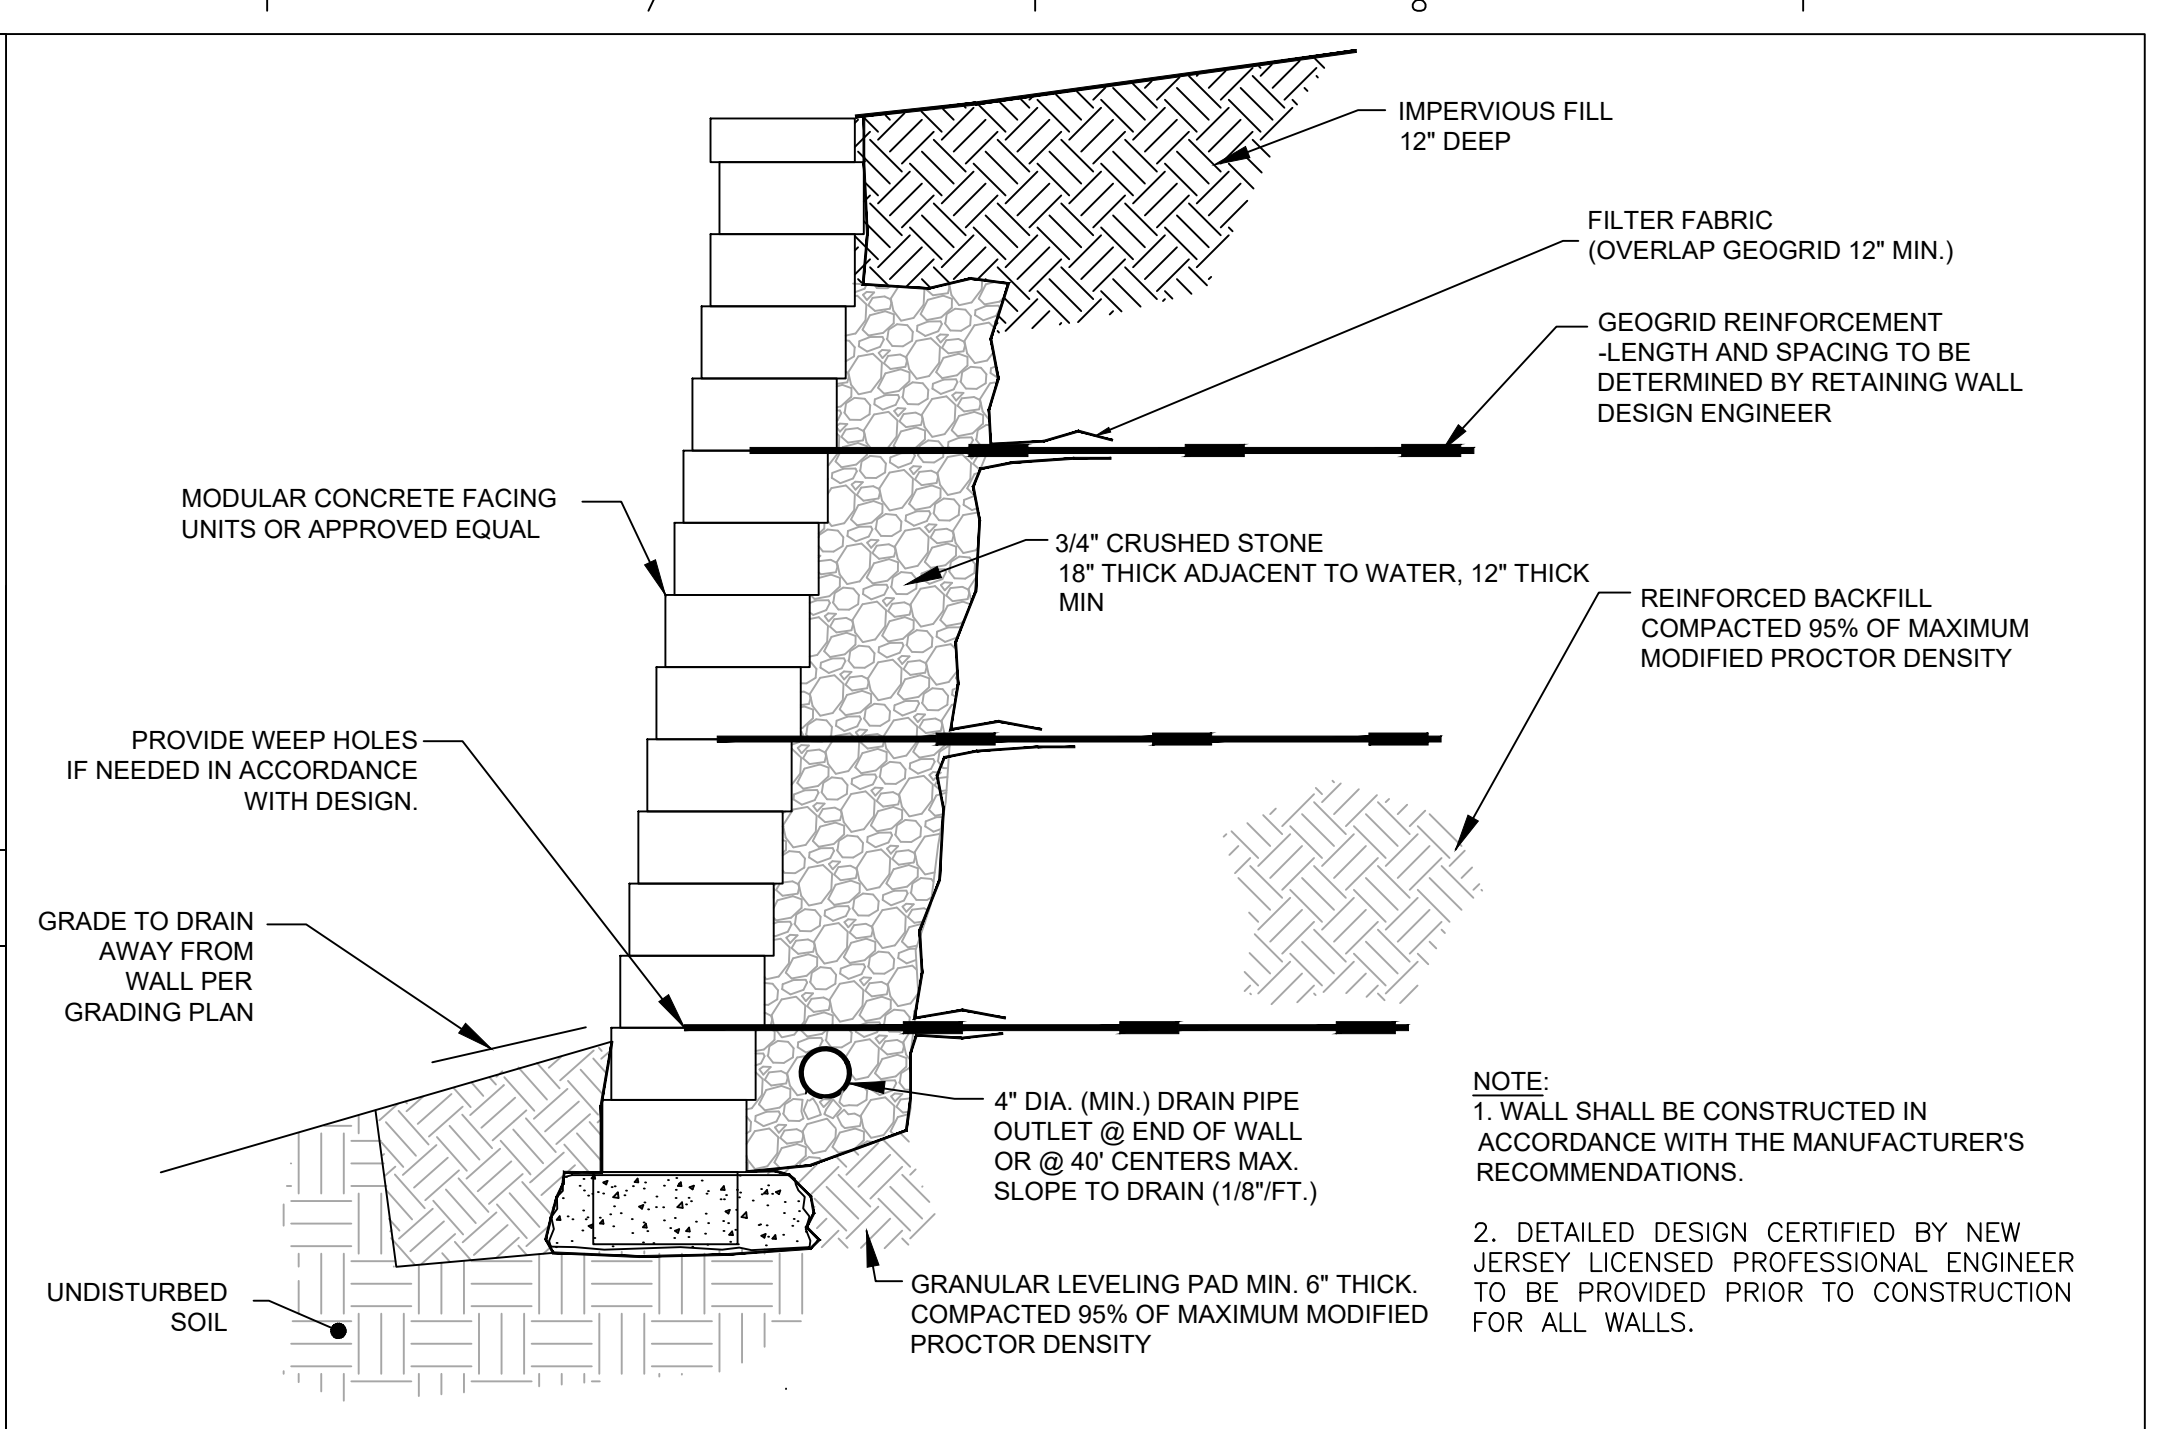 7
8
IMPERVIOUS FILL
12" DEEP
FILTER FABRIC
(OVERLAP GEOGRID 12" MIN.)
GEOGRID REINFORCEMENT
-LENGTH AND SPACING TO BE
DETERMINED BY RETAINING WALL
DESIGN ENGINEER
MODULAR CONCRETE FACING
UNITS OR APPROVED EQUAL
3/4" CRUSHED STONE
18" THICK ADJACENT TO WATER, 12" THICK
MIN
REINFORCED BACKFILL
COMPACTED 95% OF MAXIMUM
MODIFIED PROCTOR DENSITY
PROVIDE WEEP HOLES
IF NEEDED IN ACCORDANCE
WITH DESIGN.
GRADE TO DRAIN
AWAY FROM
WALL PER
GRADING PLAN
4" DIA. (MIN.) DRAIN PIPE
OUTLET @ END OF WALL
OR @ 40' CENTERS MAX.
SLOPE TO DRAIN (1/8"/FT.)
UNDISTURBED
SOIL
GRANULAR LEVELING PAD MIN. 6" THICK.
COMPACTED 95% OF MAXIMUM MODIFIED
PROCTOR DENSITY
NOTE:
1. WALL SHALL BE CONSTRUCTED IN
ACCORDANCE WITH THE MANUFACTURER'S
RECOMMENDATIONS.
2. DETAILED DESIGN CERTIFIED BY NEW
JERSEY LICENSED PROFESSIONAL ENGINEER
TO BE PROVIDED PRIOR TO CONSTRUCTION
FOR ALL WALLS.